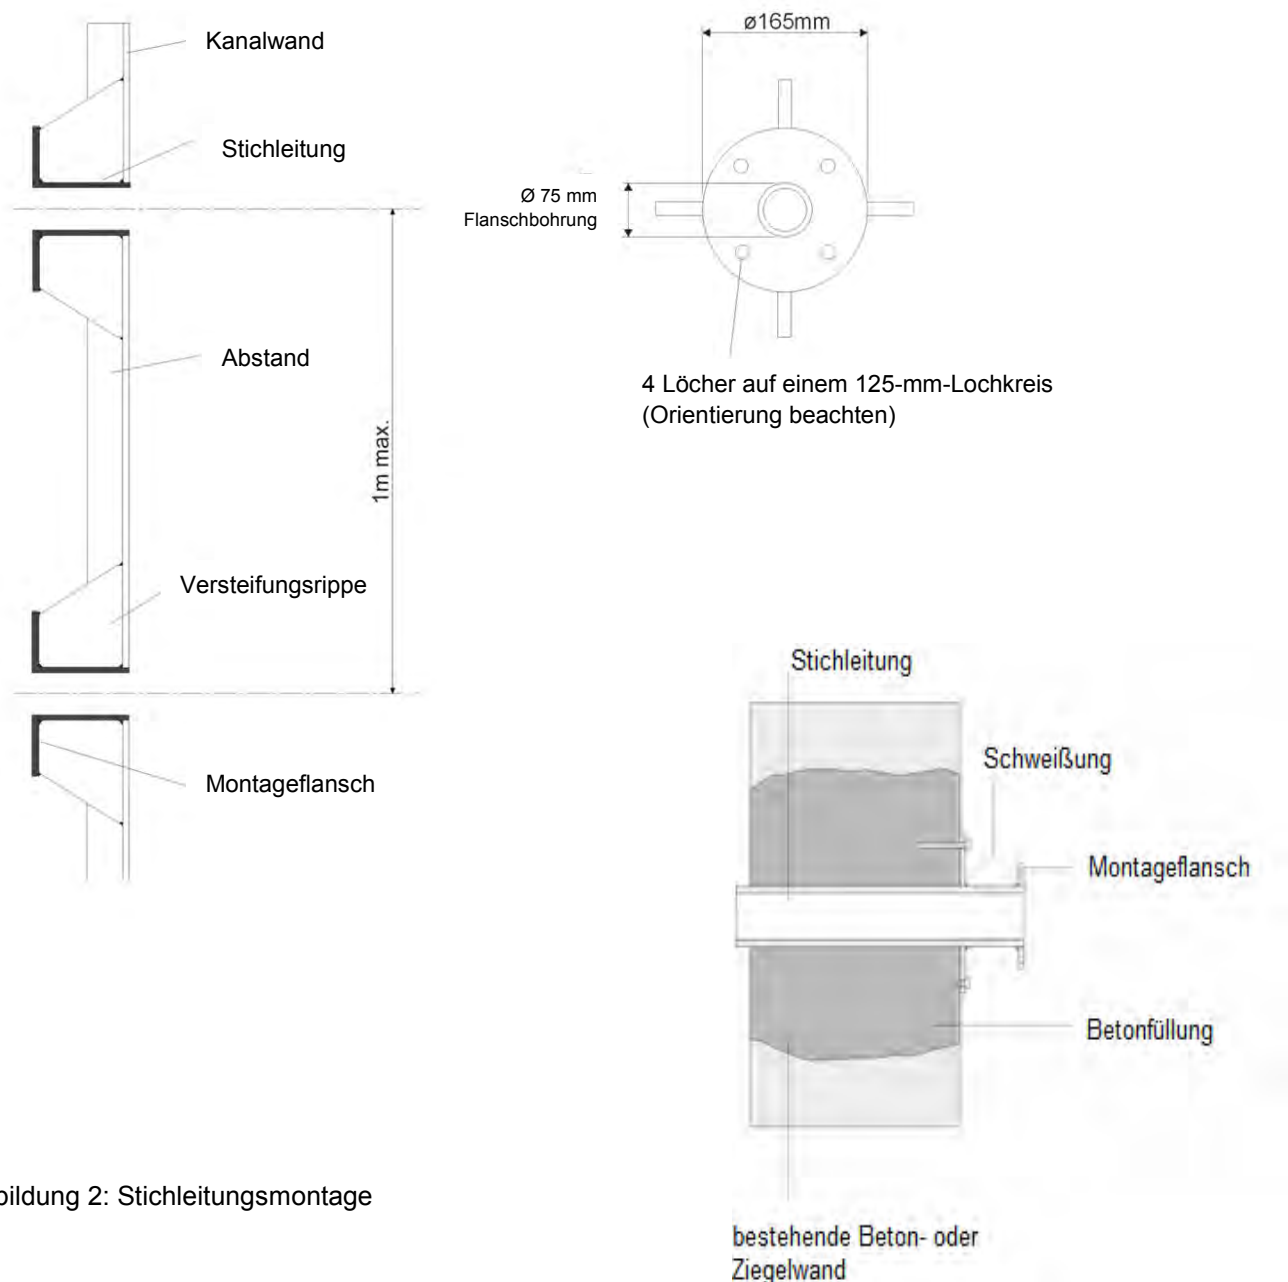 Kanalwand
Stichleitung
Abstand
1m max.
Versteifungsrippe
Montageflansch
ø165mm
Ø 75 mm
Flanschbohrung
4 Löcher auf einem 125-mm-Lochkreis
(Orientierung beachten)
Stichleitung
Schweißung
Montageflansch
Betonfüllung
bestehende Beton- oder
Ziegelwand
bildung 2: Stichleitungsmontage